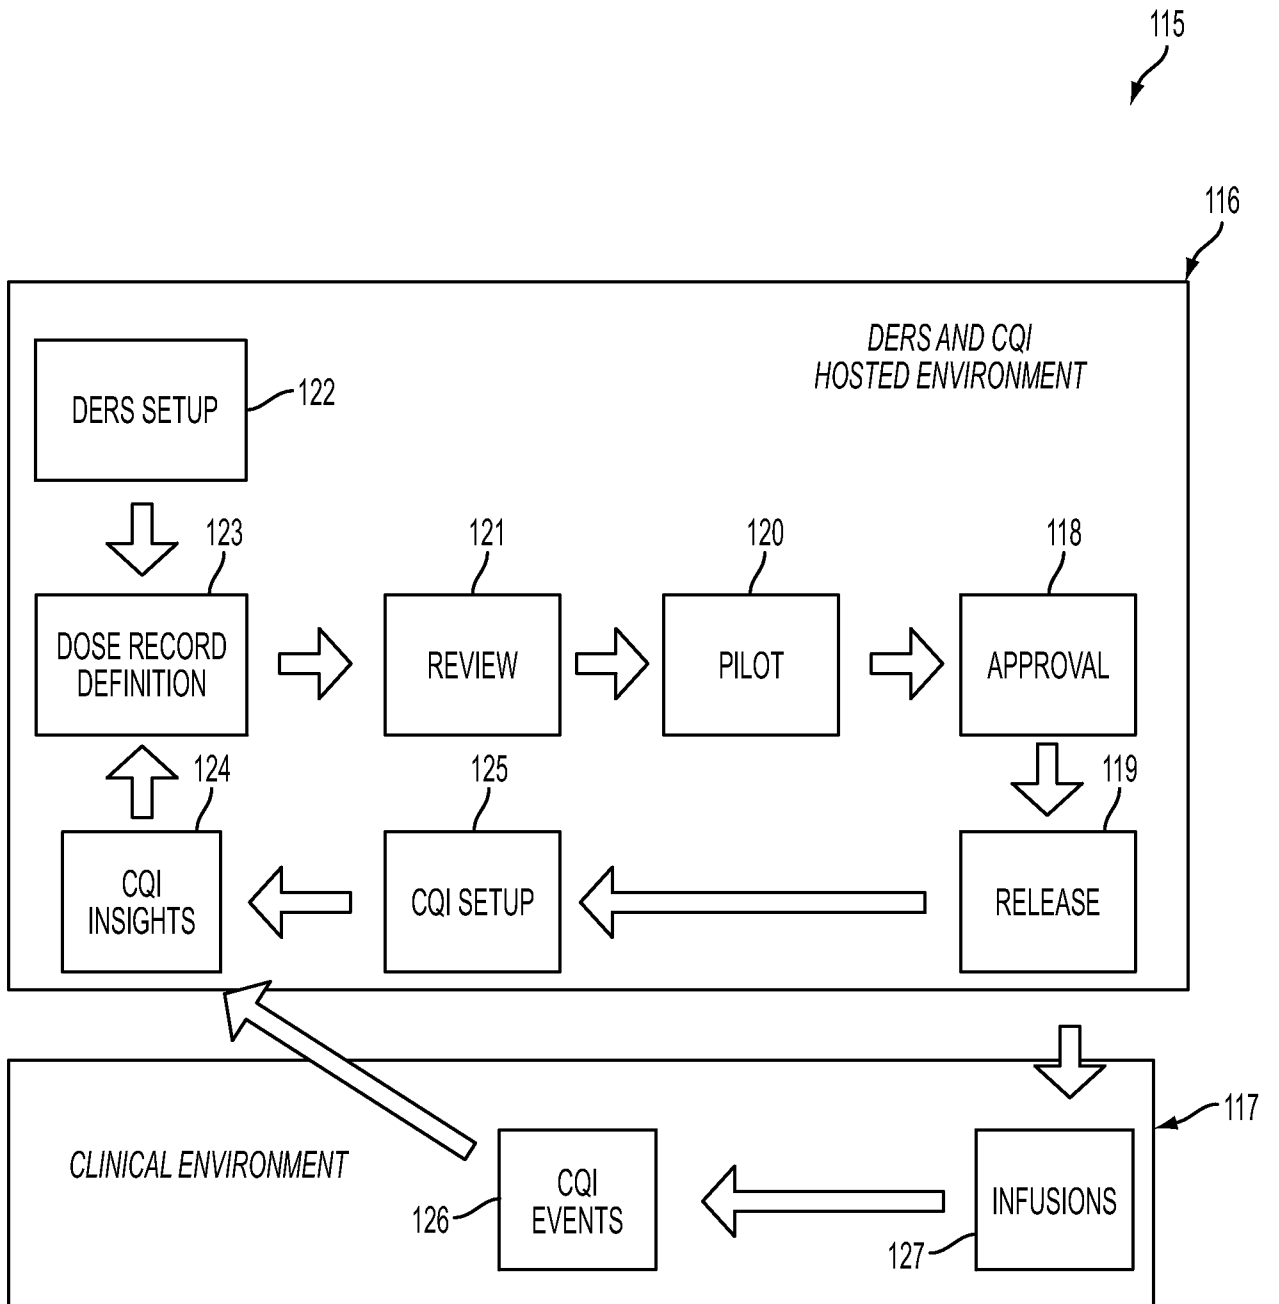 115
116
DERS AND CQI
HOSTED ENVIRONMENT
DERS SETUP
122
123
121
120
118
DOSE RECORD
DEFINITION
REVIEW
PILOT
APPROVAL
124
125
119
CQI
INSIGHTS
CQI SETUP
RELEASE
117
CLINICAL ENVIRONMENT
CQI
EVENTS
126
INFUSIONS
127